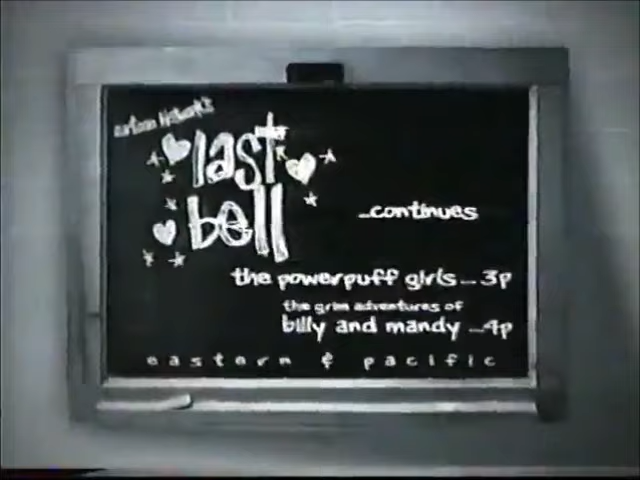 cartoon network's
last
bell
...continues
the powerpuff girls...3p
the grim adventures of
billy and mandy...4p
eastern & pacific